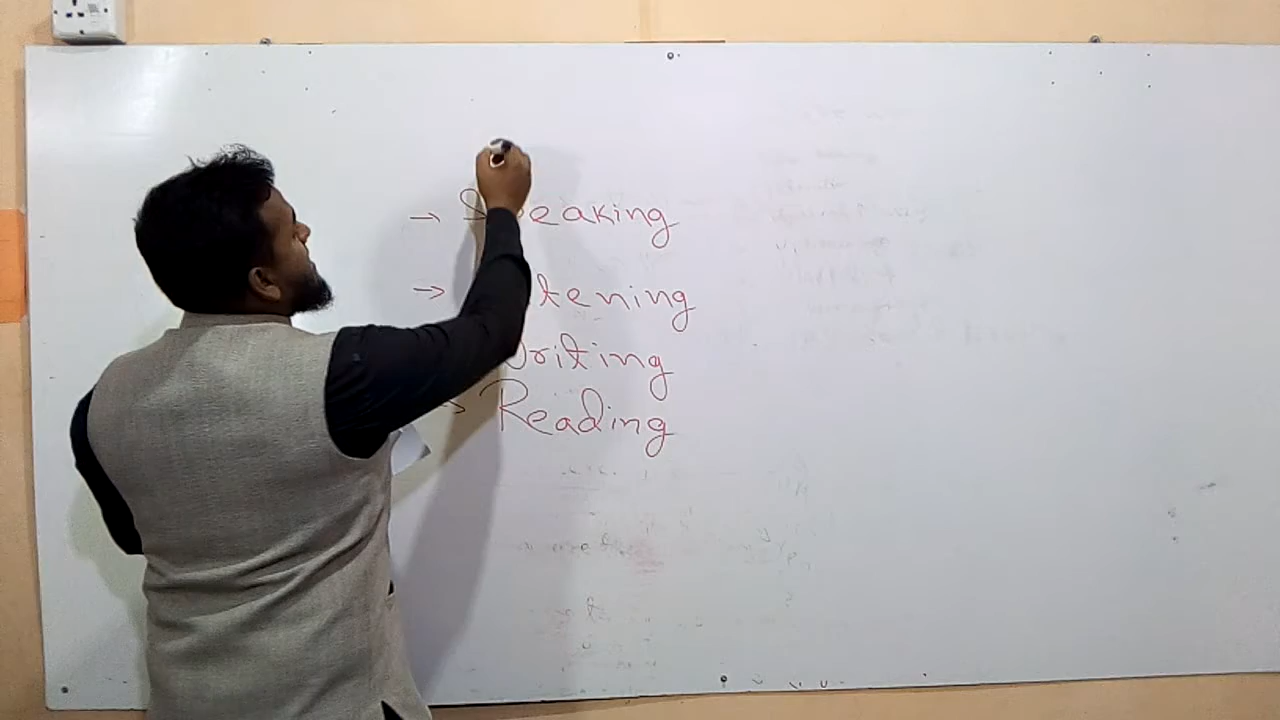 → Speaking
→ Listening
Writing
→ Reading